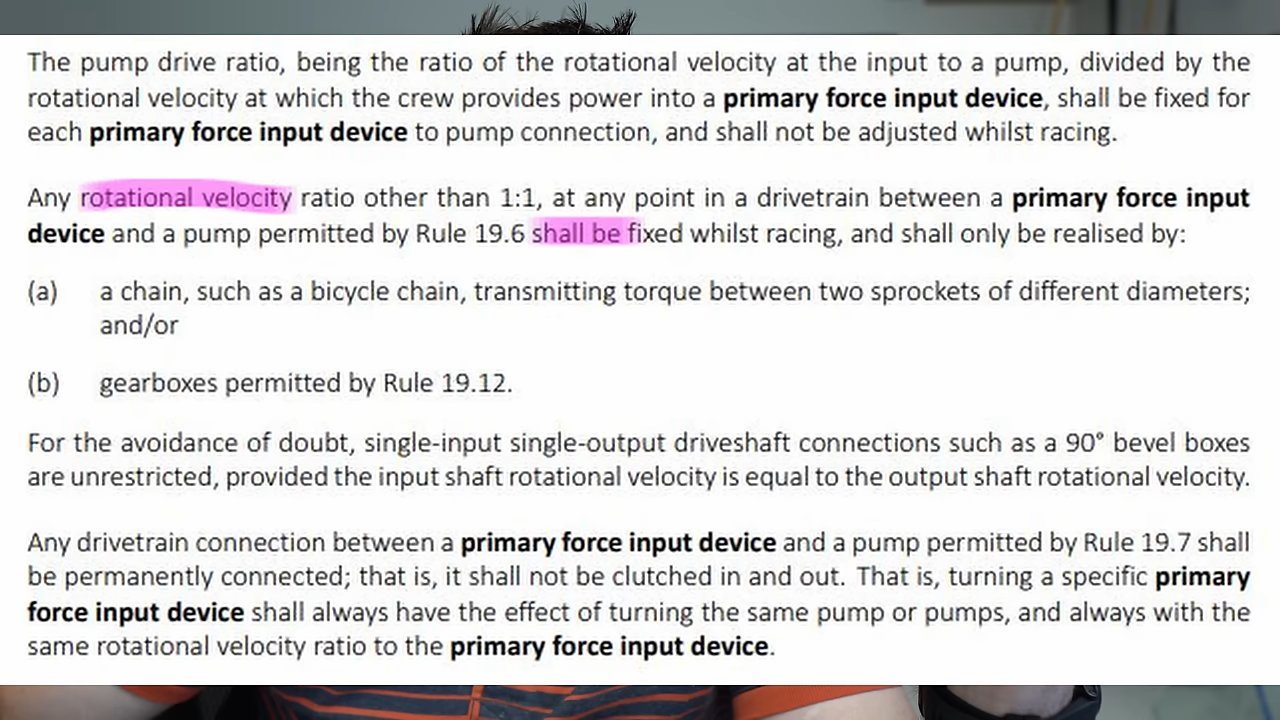 The pump drive ratio, being the ratio of the rotational velocity at the input to a pump, divided by the
rotational velocity at which the crew provides power into a primary force input device, shall be fixed for
each primary force input device to pump connection, and shall not be adjusted whilst racing.
Any rotational velocity ratio other than 1:1, at any point in a drivetrain between a primary force input
device and a pump permitted by Rule 19.6 shall be fixed whilst racing, and shall only be realised by:
(a) a chain, such as a bicycle chain, transmitting torque between two sprockets of different diameters;
and/or
(b) gearboxes permitted by Rule 19.12.
For the avoidance of doubt, single-input single-output driveshaft connections such as a 90° bevel boxes
are unrestricted, provided the input shaft rotational velocity is equal to the output shaft rotational velocity.
Any drivetrain connection between a primary force input device and a pump permitted by Rule 19.7 shall
be permanently connected; that is, it shall not be clutched in and out. That is, turning a specific primary
force input device shall always have the effect of turning the same pump or pumps, and always with the
same rotational velocity ratio to the primary force input device.